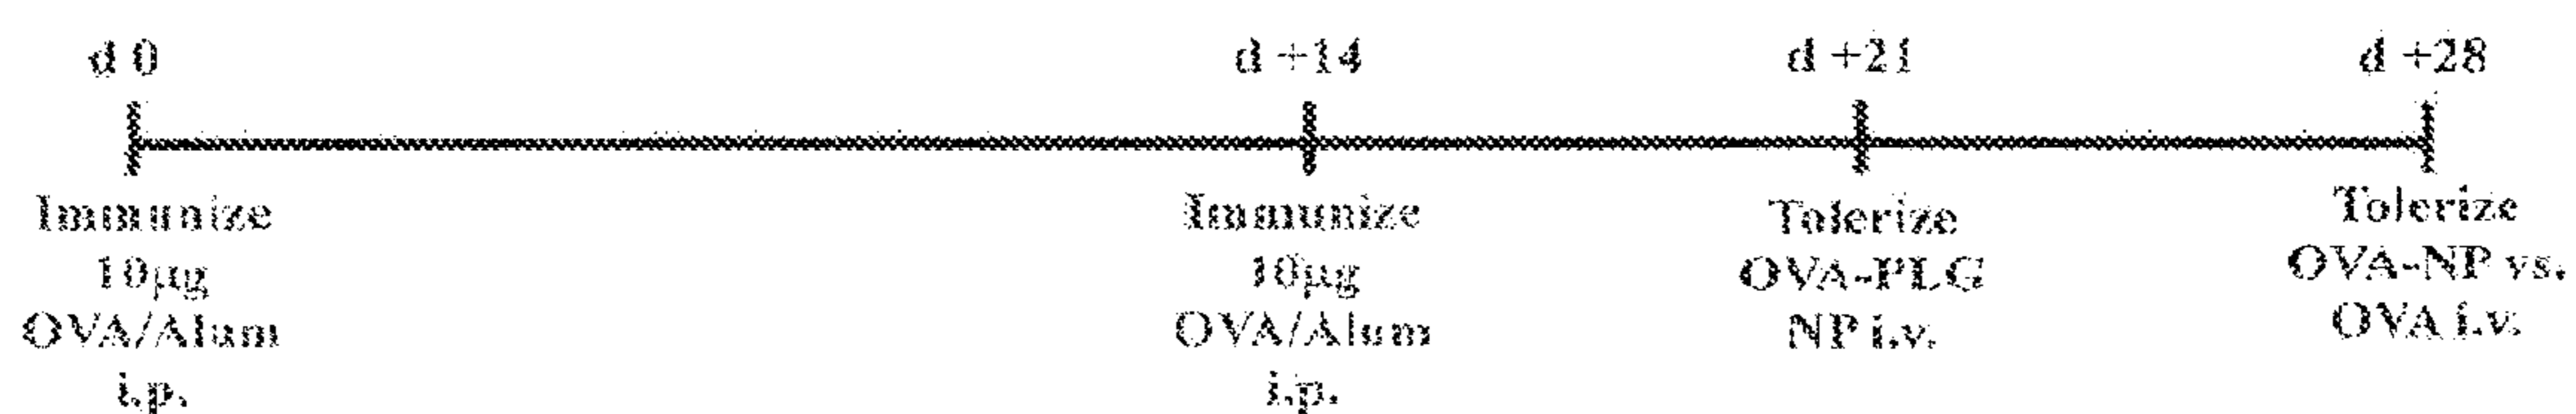 d 0
d +14
d +21
d +28
Immunize
10µg
OVA/Alum
i.p.
Immunize
10µg
OVA/Alum
i.p.
Tolerize
OVA-PLG
NP i.v.
Tolerize
OVA-NP vs.
OVA i.v.